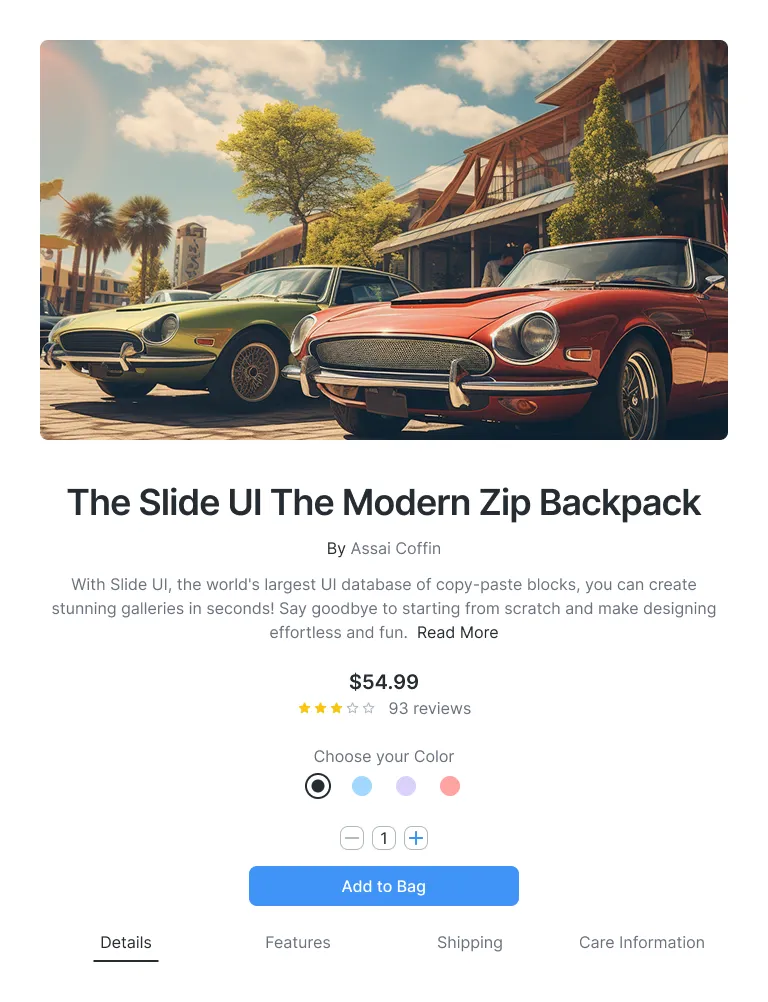 The Slide UI The Modern Zip Backpack
By Assai Coffin
With Slide UI, the world's largest UI database of copy-paste blocks, you can create
stunning galleries in seconds! Say goodbye to starting from scratch and make designing
effortless and fun. Read More
$54.99
93 reviews
Choose your Color
1
Add to Bag
Details Features Shipping Care Information